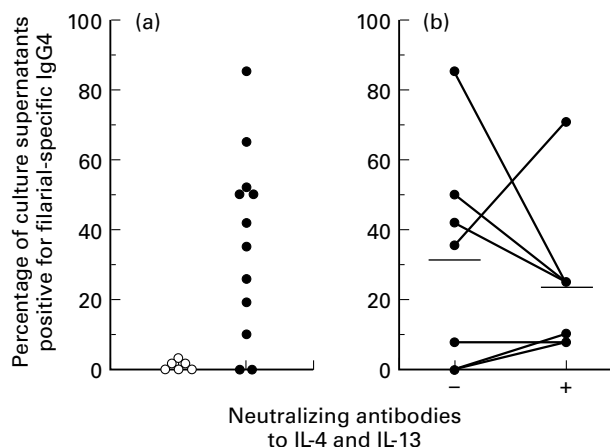 Percentage of culture supernatants
positive for filarial-specific IgG4
(a)
100
80
60
40
20
0
(b)
100
80
60
40
20
0
− +
Neutralizing antibodies
to IL-4 and IL-13